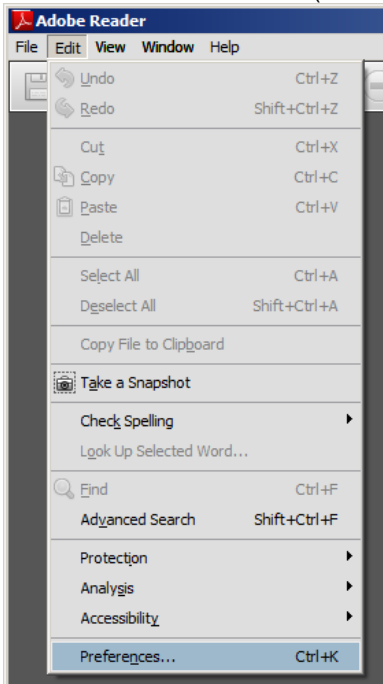 Adobe Reader
File Edit View Window Help
Undo Ctrl+Z
Redo Shift+Ctrl+Z
Cut Ctrl+X
Copy Ctrl+C
Paste Ctrl+V
Delete
Select All Ctrl+A
Deselect All Shift+Ctrl+A
Copy File to Clipboard
Take a Snapshot
Check Spelling
Look Up Selected Word...
Find Ctrl+F
Advanced Search Shift+Ctrl+F
Protection
Analysis
Accessibility
Preferences... Ctrl+K